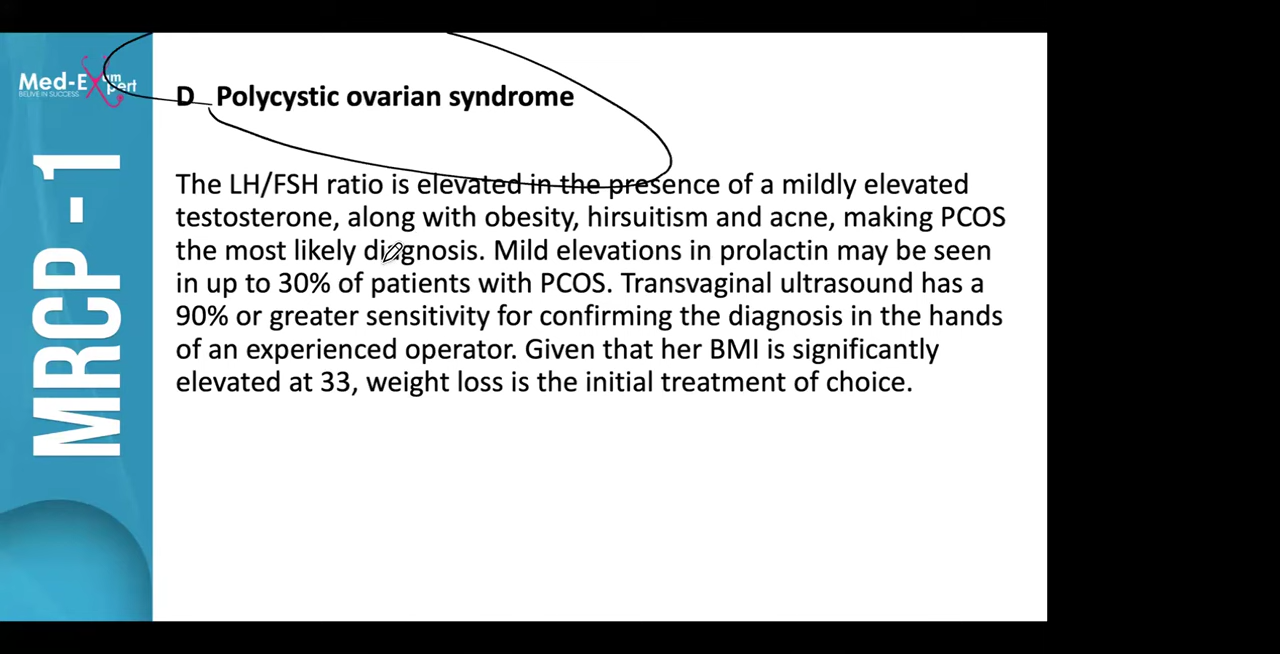 Med-Exam
pert
BELIVE IN SUCCESS
MRCP - 1
D Polycystic ovarian syndrome
The LH/FSH ratio is elevated in the presence of a mildly elevated
testosterone, along with obesity, hirsuitism and acne, making PCOS
the most likely diagnosis. Mild elevations in prolactin may be seen
in up to 30% of patients with PCOS. Transvaginal ultrasound has a
90% or greater sensitivity for confirming the diagnosis in the hands
of an experienced operator. Given that her BMI is significantly
elevated at 33, weight loss is the initial treatment of choice.